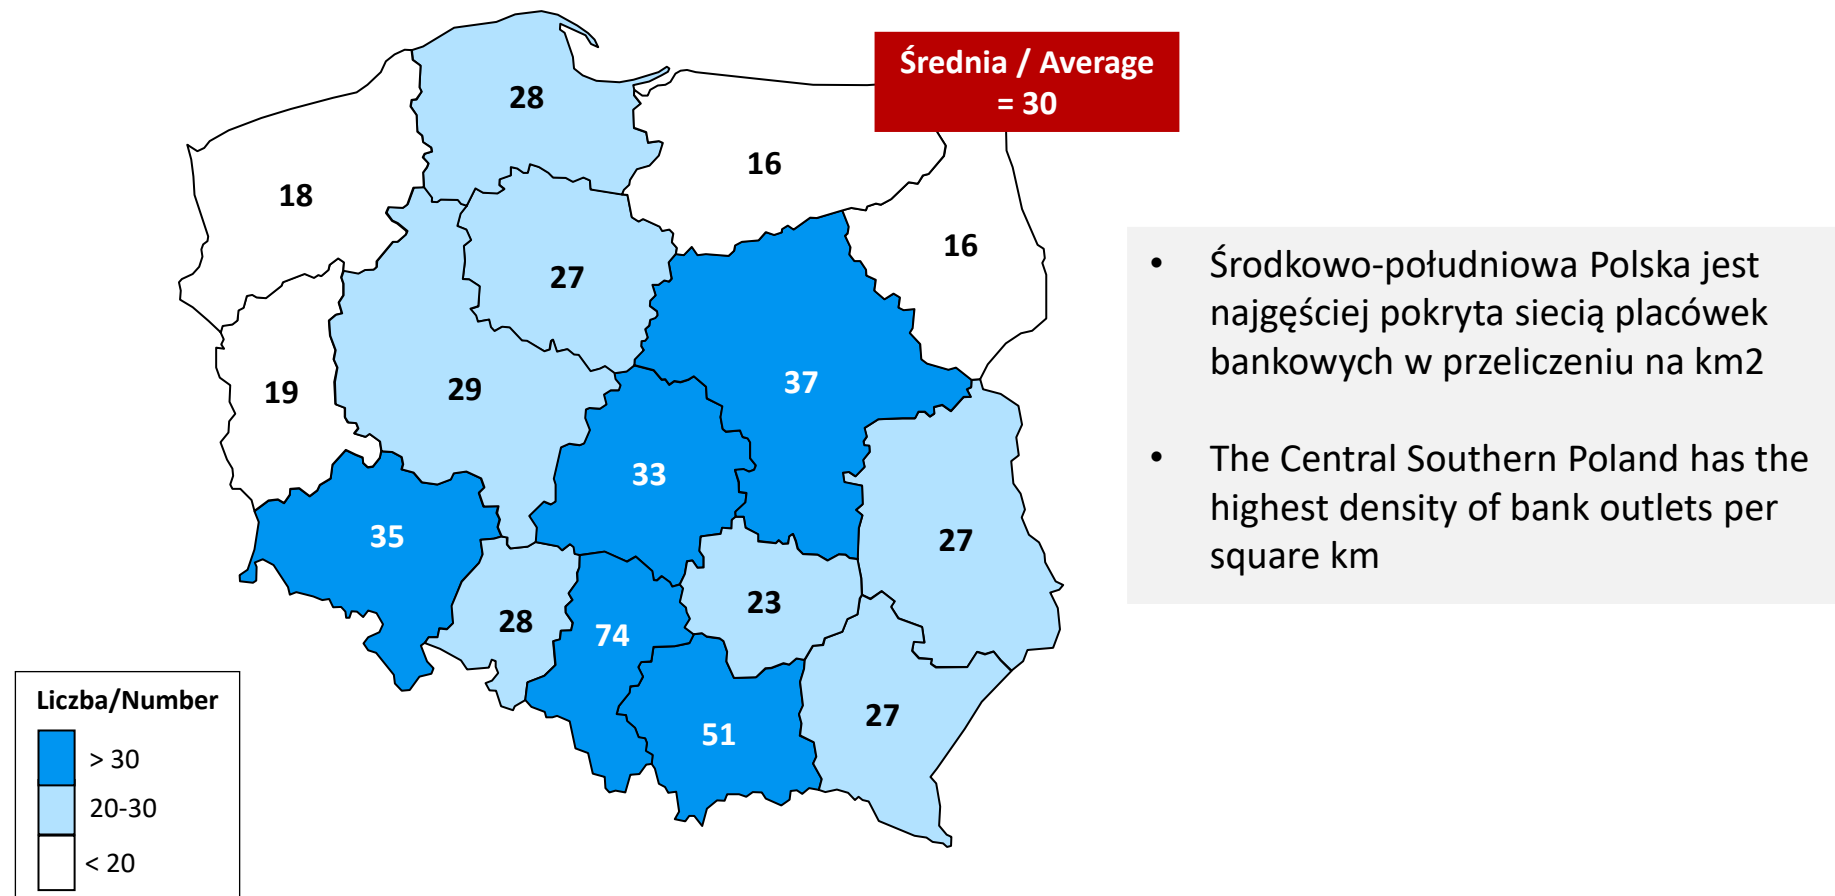 Średnia / Average
= 30
28
16
18
16
27
37
29
19
33
35
27
23
28
74
27
51
• Środkowo-południowa Polska jest
najgęściej pokryta siecią placówek
bankowych w przeliczeniu na km2
• The Central Southern Poland has the
highest density of bank outlets per
square km
Liczba/Number
> 30
20-30
< 20